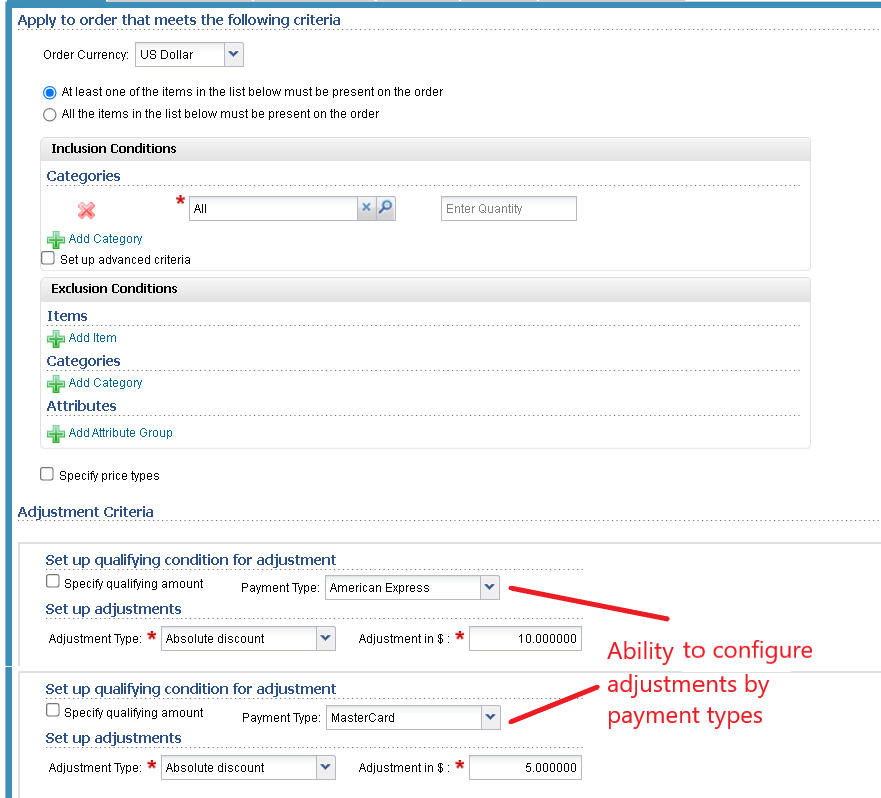 Apply to order that meets the following criteria
Order Currency: US Dollar
At least one of the items in the list below must be present on the order
All the items in the list below must be present on the order
Inclusion Conditions
Categories
* All Enter Quantity
Add Category
Set up advanced criteria
Exclusion Conditions
Items
Add Item
Categories
Add Category
Attributes
Add Attribute Group
Specify price types
Adjustment Criteria
Set up qualifying condition for adjustment
Specify qualifying amount Payment Type: American Express
Set up adjustments
Adjustment Type: * Absolute discount Adjustment in $ : * 10.000000
Ability to configure
adjustments by
payment types
Set up qualifying condition for adjustment
Specify qualifying amount Payment Type: MasterCard
Set up adjustments
Adjustment Type: * Absolute discount Adjustment in $ : * 5.000000